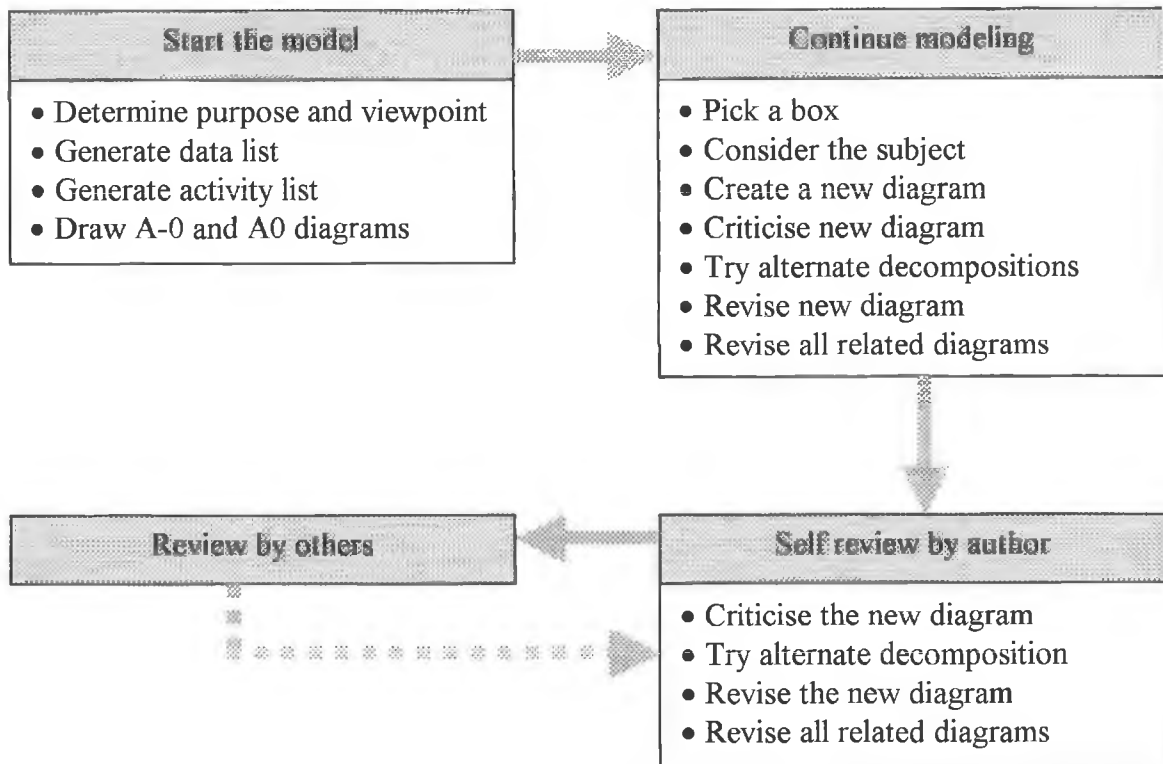 Start the model
• Determine purpose and viewpoint
• Generate data list
• Generate activity list
• Draw A-0 and A0 diagrams
Continue modeling
• Pick a box
• Consider the subject
• Create a new diagram
• Criticise new diagram
• Try alternate decompositions
• Revise new diagram
• Revise all related diagrams
Self review by author
• Criticise the new diagram
• Try alternate decomposition
• Revise the new diagram
• Revise all related diagrams
Review by others